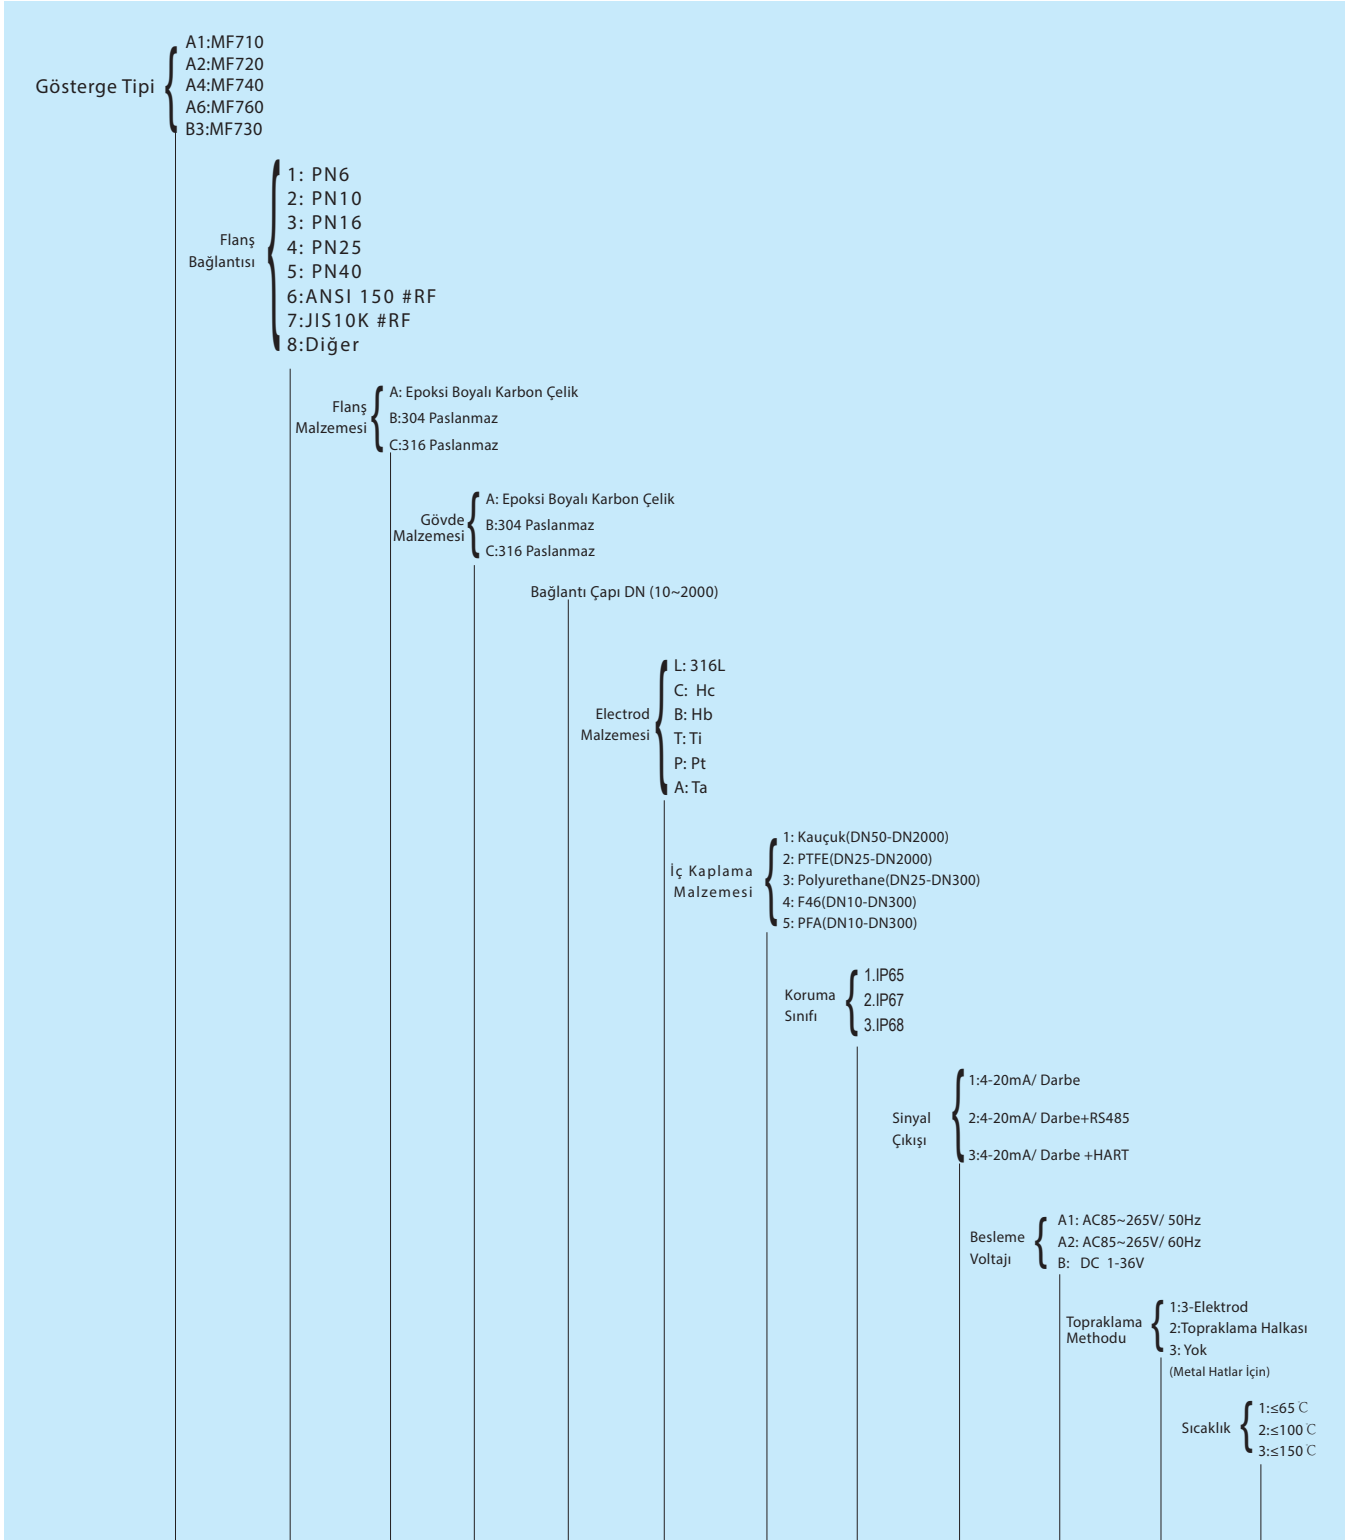 Gösterge Tipi
A1:MF710
A2:MF720
A4:MF740
A6:MF760
B3:MF730
Flanş
Bağlantısı
1: PN6
2: PN10
3: PN16
4: PN25
5: PN40
6:ANSI 150 #RF
7:JIS10K #RF
8:Diğer
Flanş
Malzemesi
A: Epoksi Boyalı Karbon Çelik
B:304 Paslanmaz
C:316 Paslanmaz
Gövde
Malzemesi
A: Epoksi Boyalı Karbon Çelik
B:304 Paslanmaz
C:316 Paslanmaz
Bağlantı Çapı DN (10~2000)
Electrod
Malzemesi
L: 316L
C: Hc
B: Hb
T: Ti
P: Pt
A: Ta
İç Kaplama
Malzemesi
1: Kauçuk(DN50-DN2000)
2: PTFE(DN25-DN2000)
3: Polyurethane(DN25-DN300)
4: F46(DN10-DN300)
5: PFA(DN10-DN300)
Koruma
Sınıfı
1.IP65
2.IP67
3.IP68
Sinyal
Çıkışı
1:4-20mA/ Darbe
2:4-20mA/ Darbe+RS485
3:4-20mA/ Darbe +HART
Besleme
Voltajı
A1: AC85~265V/ 50Hz
A2: AC85~265V/ 60Hz
B: DC 1-36V
Topraklama
Methodu
1:3-Elektrod
2:Topraklama Halkası
3: Yok
(Metal Hatlar İçin)
Sıcaklık
1:≤65℃
2:≤100℃
3:≤150℃